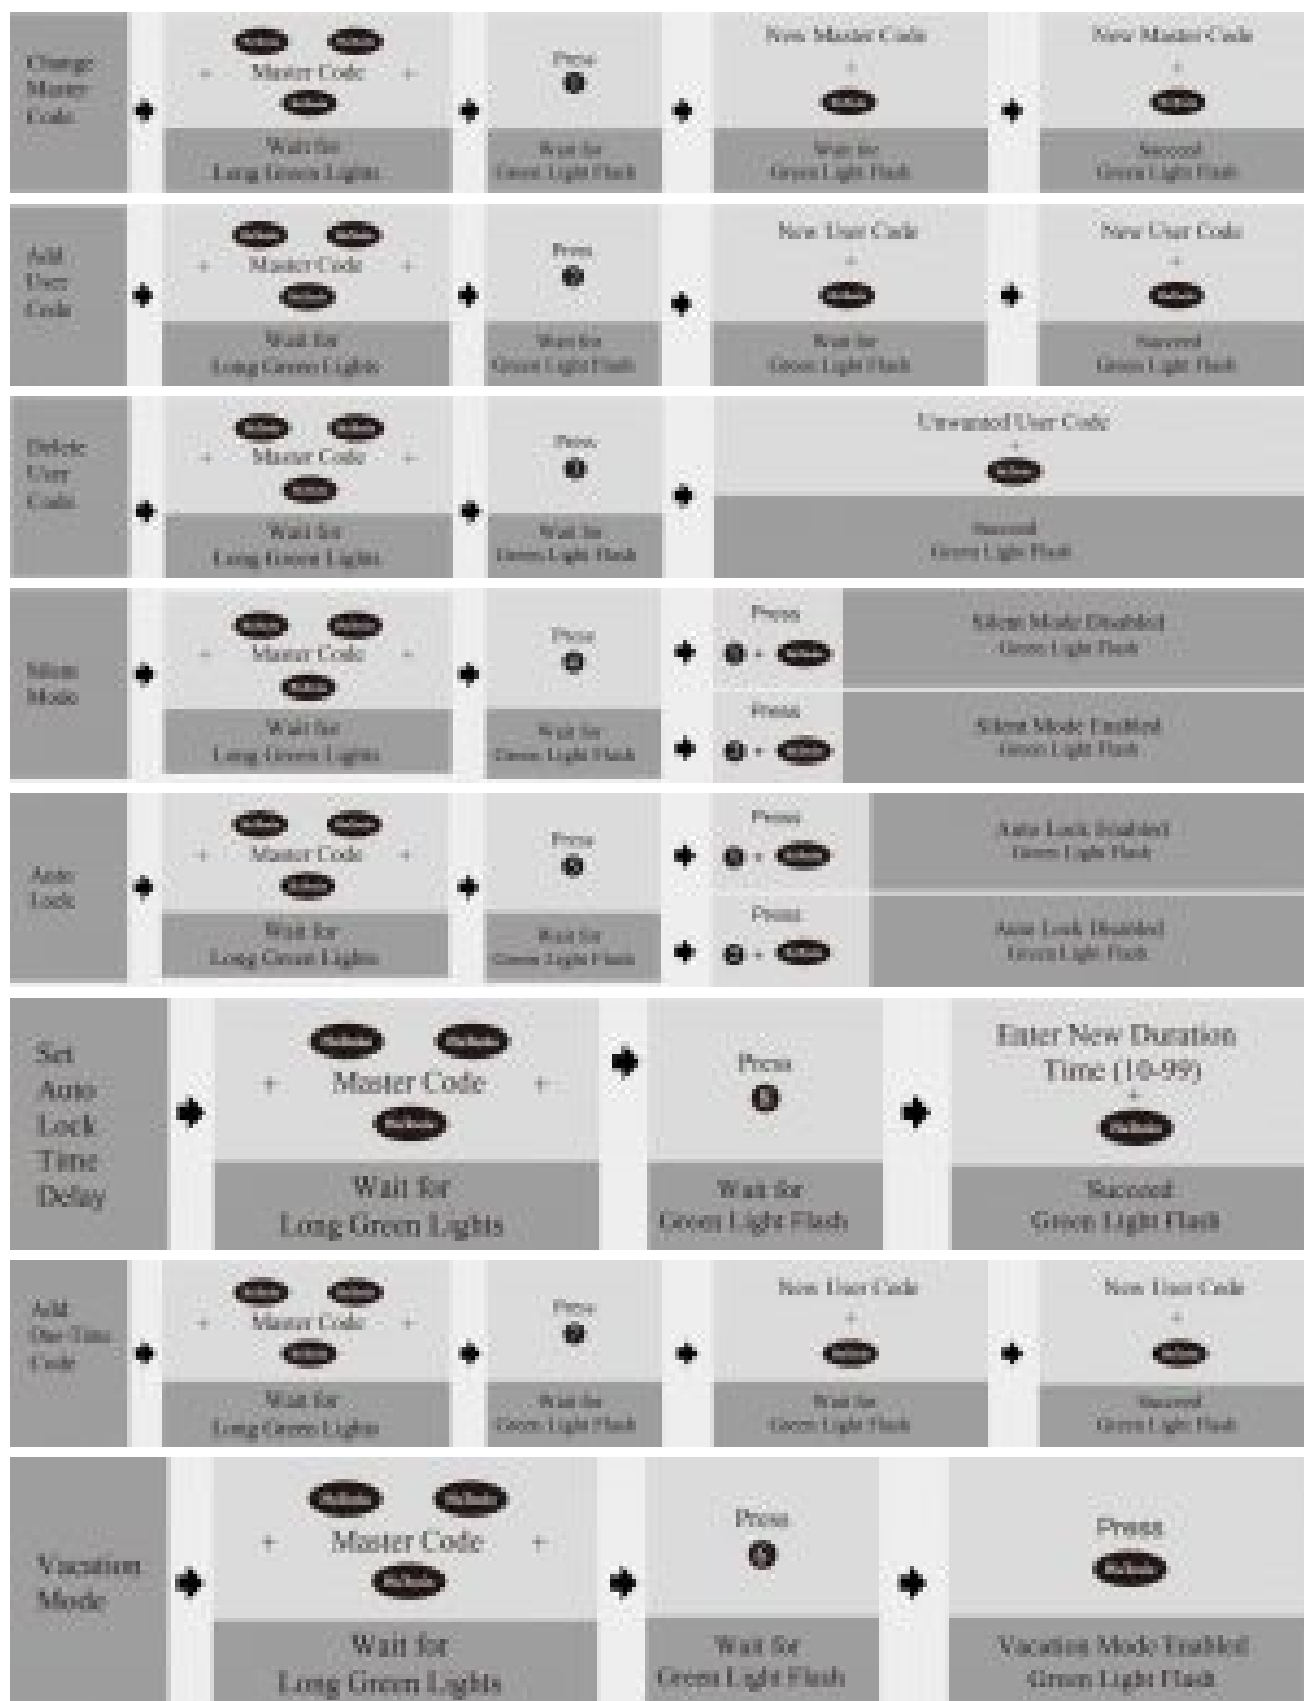 Change
Master
Code
+ Master Code +
Wait for
Long Green Lights
Press
1
Wait for
Green Light Flash
New Master Code
+
Wait for
Green Light Flash
New Master Code
+
Succeed
Green Light Flash
Add
User
Code
+ Master Code +
Wait for
Long Green Lights
Press
2
Wait for
Green Light Flash
New User Code
+
Wait for
Green Light Flash
New User Code
+
Succeed
Green Light Flash
Delete
User
Code
+ Master Code +
Wait for
Long Green Lights
Press
3
Wait for
Green Light Flash
Unwanted User Code
+
Succeed
Green Light Flash
Silent
Mode
+ Master Code +
Wait for
Long Green Lights
Press
4
Wait for
Green Light Flash
Press
+
Silent Mode Disabled
Green Light Flash
Press
+
Silent Mode Enabled
Green Light Flash
Auto
Lock
+ Master Code +
Wait for
Long Green Lights
Press
5
Wait for
Green Light Flash
Press
1 +
Auto Lock Enabled
Green Light Flash
Press
2 +
Auto Lock Disabled
Green Light Flash
Set
Auto
Lock
Time
Delay
+ Master Code +
Wait for
Long Green Lights
Press
Wait for
Green Light Flash
Enter New Duration
Time (10-99)
+
Succeed
Green Light Flash
Add
One-Time
Code
+ Master Code +
Wait for
Long Green Lights
Press
7
Wait for
Green Light Flash
New User Code
+
Wait for
Green Light Flash
New User Code
+
Succeed
Green Light Flash
Vacation
Mode
+ Master Code +
Wait for
Long Green Lights
Press
6
Wait for
Green Light Flash
Press
Vacation Mode Enabled
Green Light Flash